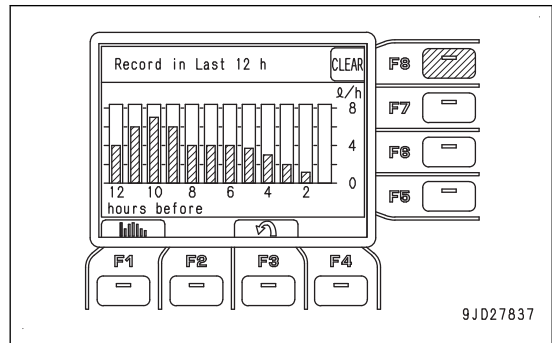 Record in Last 12 h
CLEAR
ℓ/h
8
4
0
12 10 8 6 4 2
hours before
F8
F7
F6
F5
F1 F2 F3 F4
9JD27837